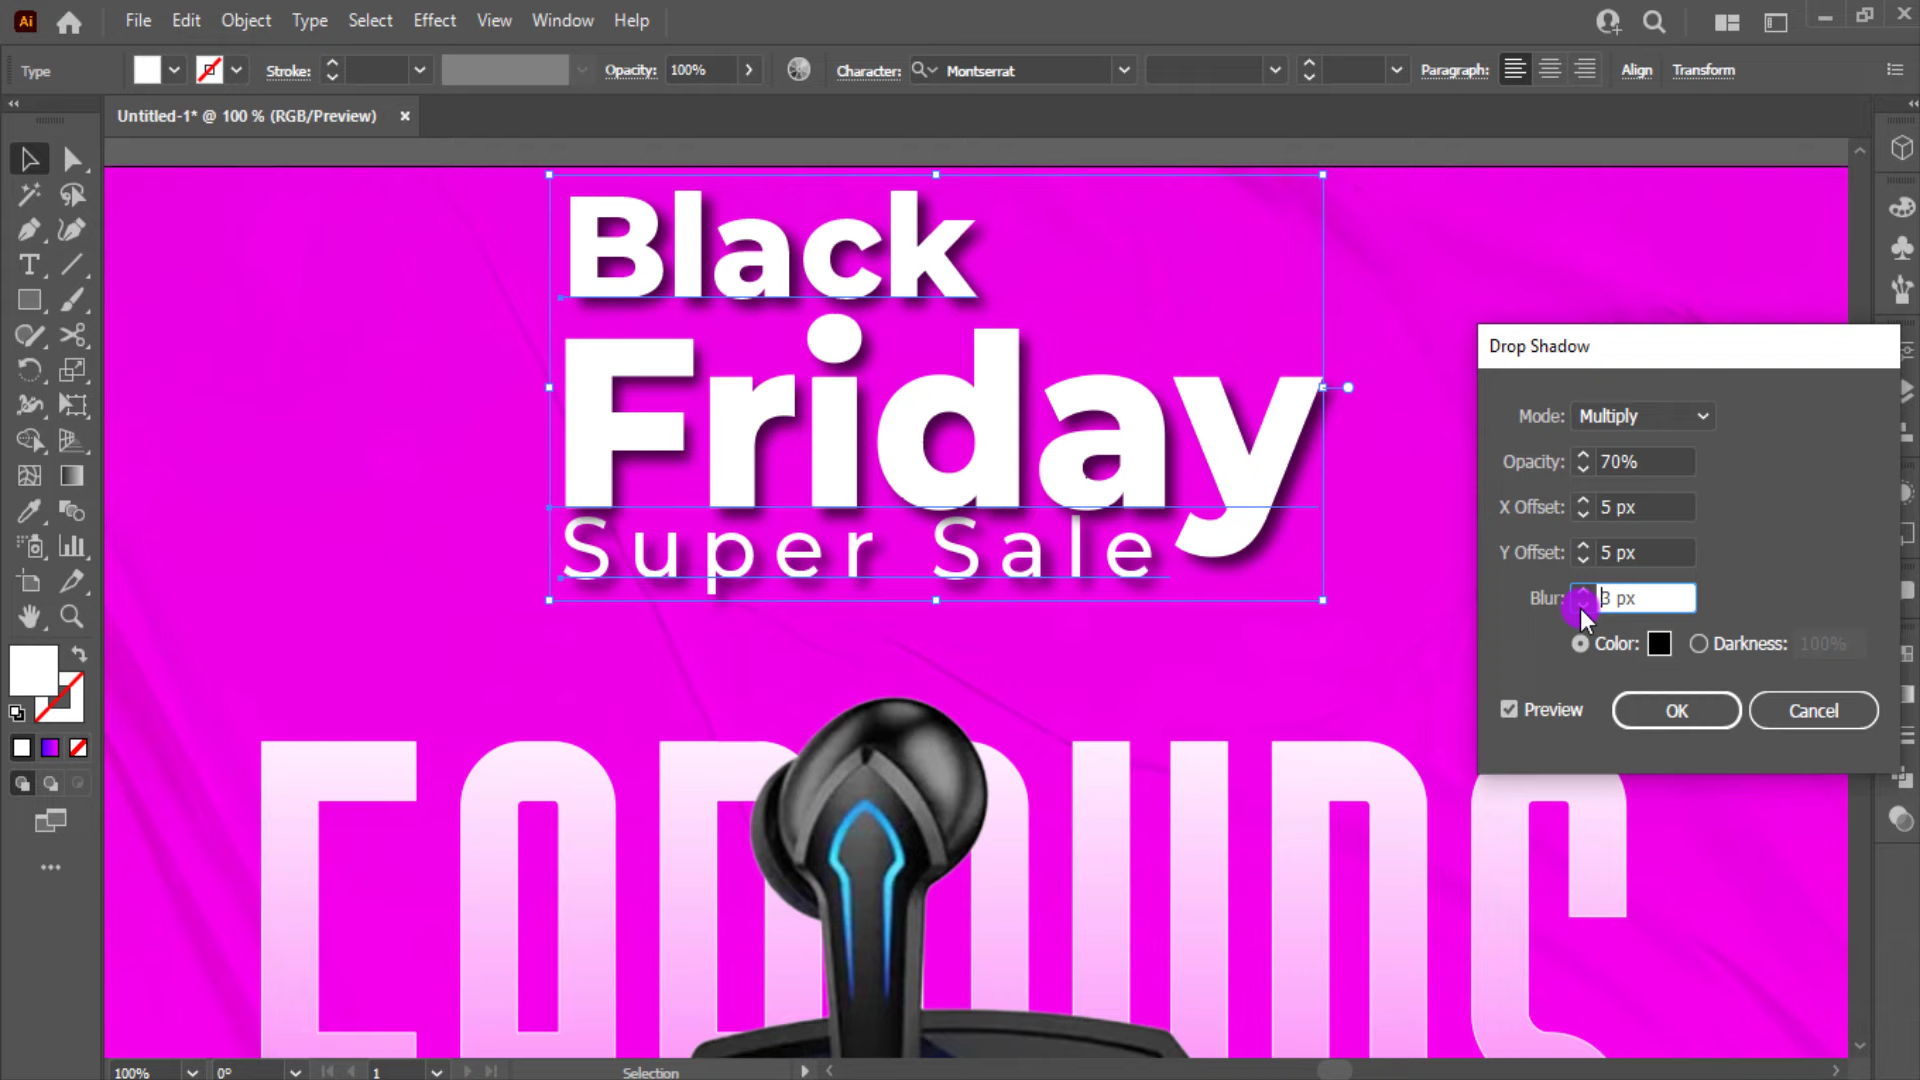 Ai File Edit Object Type Select Effect View Window Help
Type Stroke: Opacity: 100% Character: Montserrat Paragraph: Align Transform
Untitled-1* @ 100 % (RGB/Preview) ×
Black
Friday
Super Sale
Drop Shadow
Mode: Multiply
Opacity: 70%
X Offset: 5 px
Y Offset: 5 px
Blur: 3 px
Color: Darkness: 100%
Preview OK Cancel
100% 0° 1 Selection